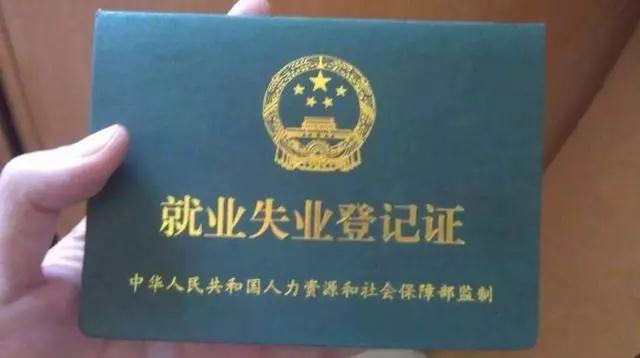 就业失业登记证
中华人民共和国人力资源和社会保障部监制